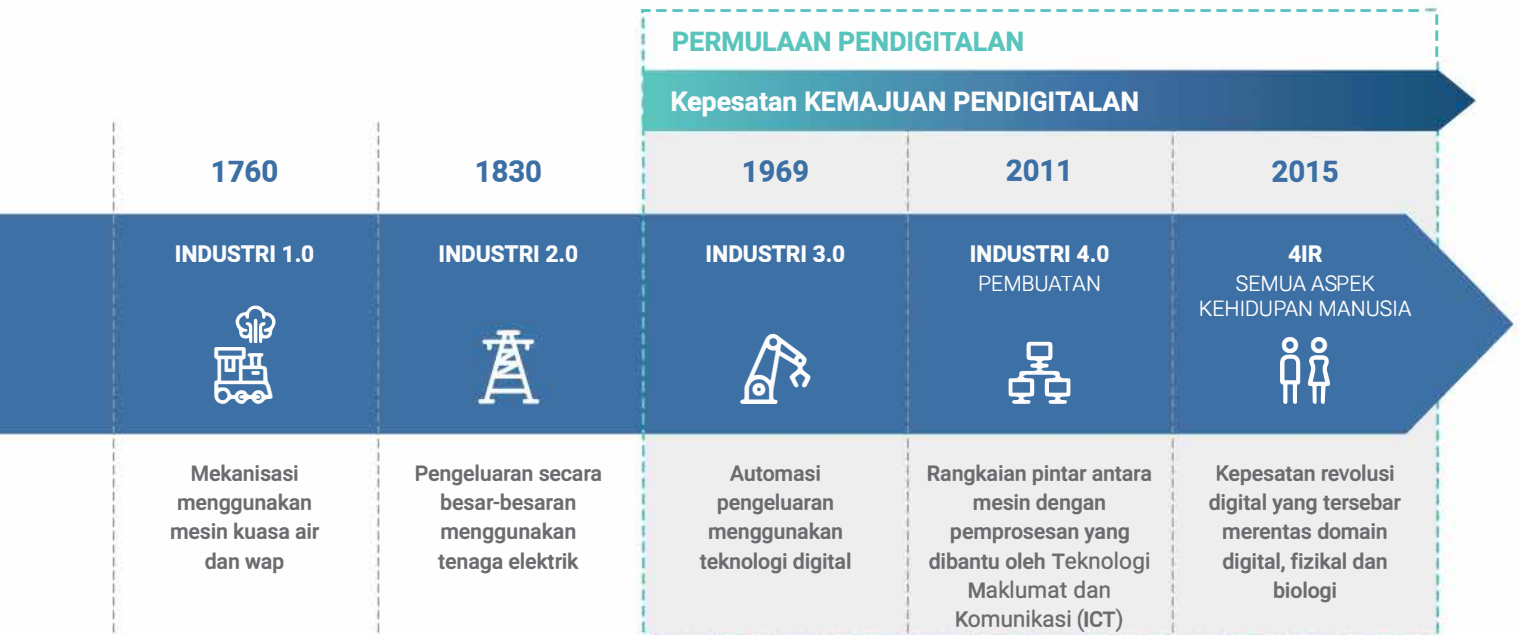 PERMULAAN PENDIGITALAN
Kepesatan KEMAJUAN PENDIGITALAN
1760
1830
1969
2011
2015
INDUSTRI 1.0
INDUSTRI 2.0
INDUSTRI 3.0
INDUSTRI 4.0
PEMBUATAN
4IR
SEMUA ASPEK
KEHIDUPAN MANUSIA
Mekanisasi
menggunakan
mesin kuasa air
dan wap
Pengeluaran secara
besar-besaran
menggunakan
tenaga elektrik
Automasi
pengeluaran
menggunakan
teknologi digital
Rangkaian pintar antara
mesin dengan
pemprosesan yang
dibantu oleh Teknologi
Maklumat dan
Komunikasi (ICT)
Kepesatan revolusi
digital yang tersebar
merentas domain
digital, fizikal dan
biologi